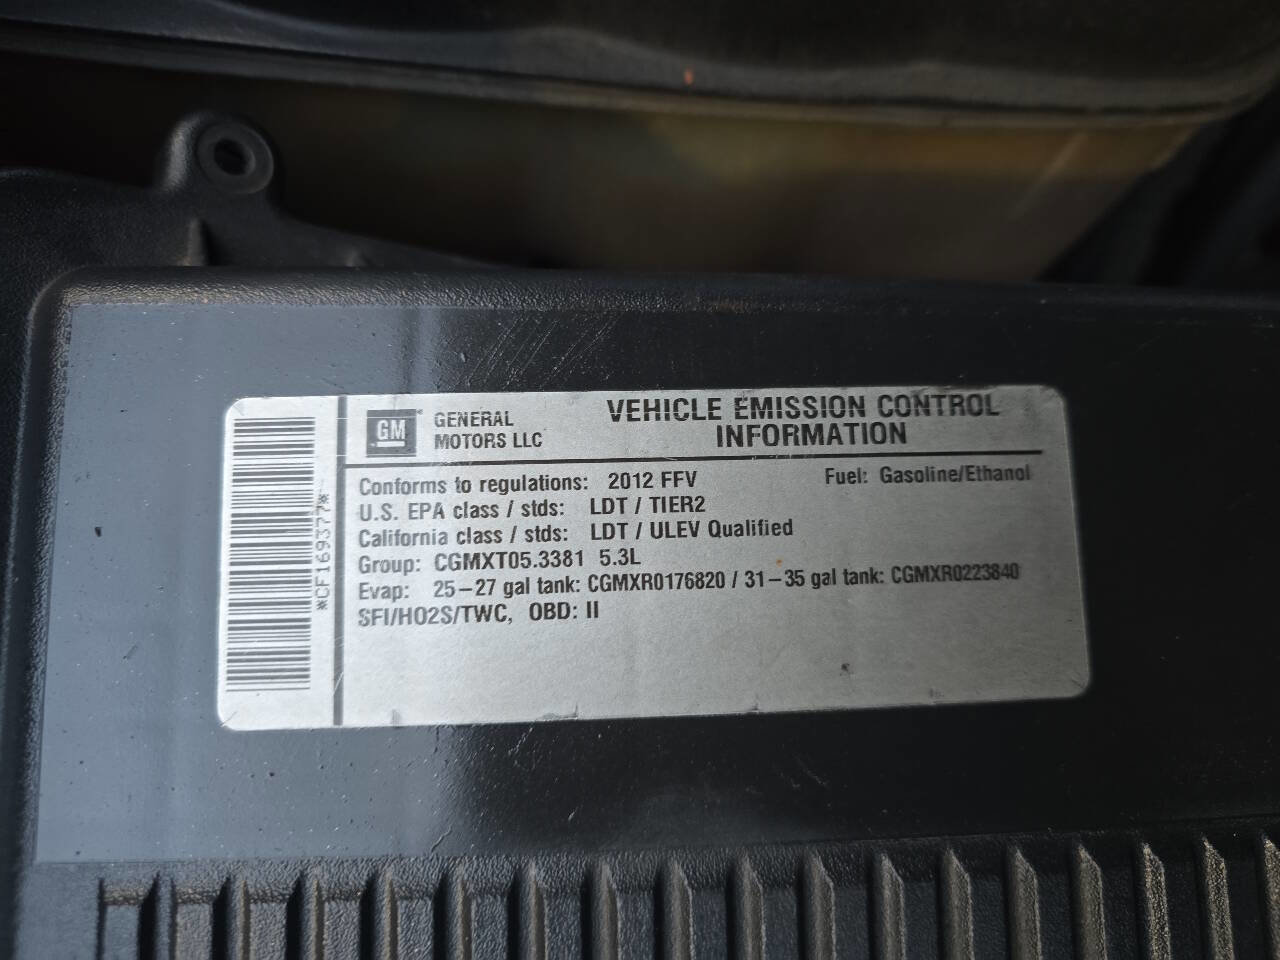 GM
GENERAL
MOTORS LLC
VEHICLE EMISSION CONTROL
INFORMATION
Conforms to regulations: 2012 FFV
Fuel: Gasoline/Ethanol
U.S. EPA class / stds: LDT / TIER2
California class / stds: LDT / ULEV Qualified
Group: CGMXT05.3381 5.3L
Evap: 25-27 gal tank: CGMXR0176820 / 31-35 gal tank: CGMXR0223840
SFI/HO2S/TWC, OBD: II
*CF169377*